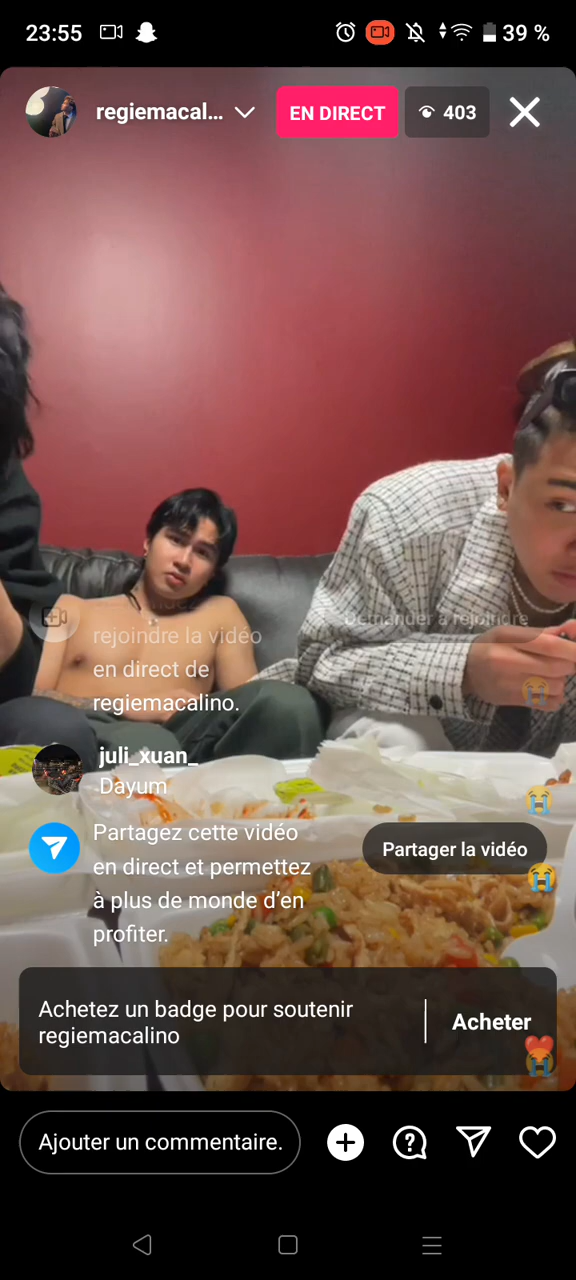 23:55
39 %
regiemacal...
EN DIRECT
403
Demander à rejoindre
rejoindre la vidéo
en direct de
regiemacalino.
juli_xuan_
Dayum
Partagez cette vidéo
en direct et permettez
à plus de monde d'en
profiter.
Partager la vidéo
Achetez un badge pour soutenir
regiemacalino
Acheter
Ajouter un commentaire.